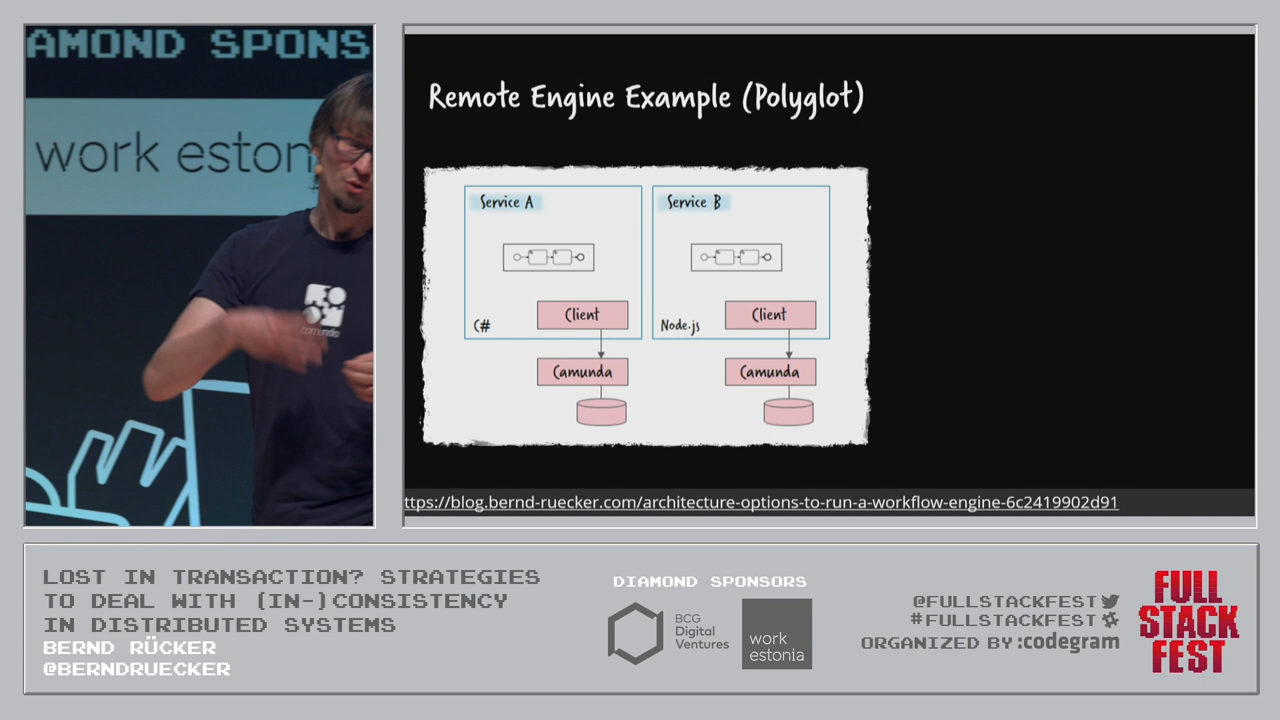 AMOND SPONS
work eston
camunda
Remote Engine Example (Polyglot)
Service A
Service B
Client
Client
C#
Node.js
Camunda
Camunda
ttps://blog.bernd-ruecker.com/architecture-options-to-run-a-workflow-engine-6c2419902d91
LOST IN TRANSACTION? STRATEGIES
TO DEAL WITH (IN-)CONSISTENCY
IN DISTRIBUTED SYSTEMS
BERND RÜCKER
@BERNDRUECKER
DIAMOND SPONSORS
BCG
Digital
Ventures
work
estonia
@FULLSTACKFEST
#FULLSTACKFEST
ORGANIZED BY :codegram
FULL
STACK
FEST